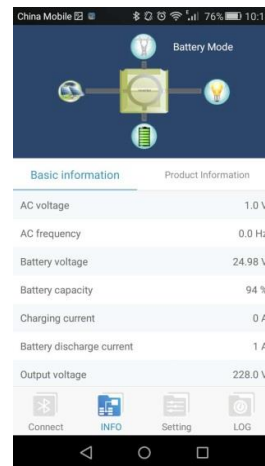 China Mobile 76% 10:1
Battery Mode
Basic information Product Information
AC voltage 1.0 V
AC frequency 0.0 Hz
Battery voltage 24.98 V
Battery capacity 94 %
Charging current 0 A
Battery discharge current 1 A
Output voltage 228.0 V
Connect INFO Setting LOG